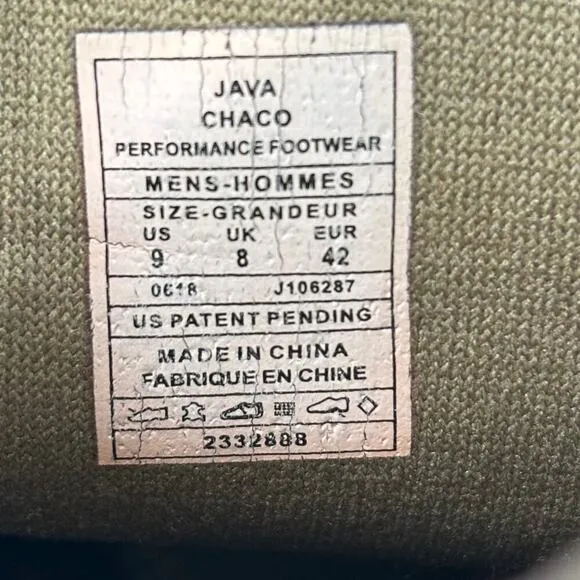 JAVA
CHACO
PERFORMANCE FOOTWEAR
MENS-HOMMES
SIZE-GRANDEUR
US UK EUR
9 8 42
0618 J106287
US PATENT PENDING
MADE IN CHINA
FABRIQUE EN CHINE
2332888